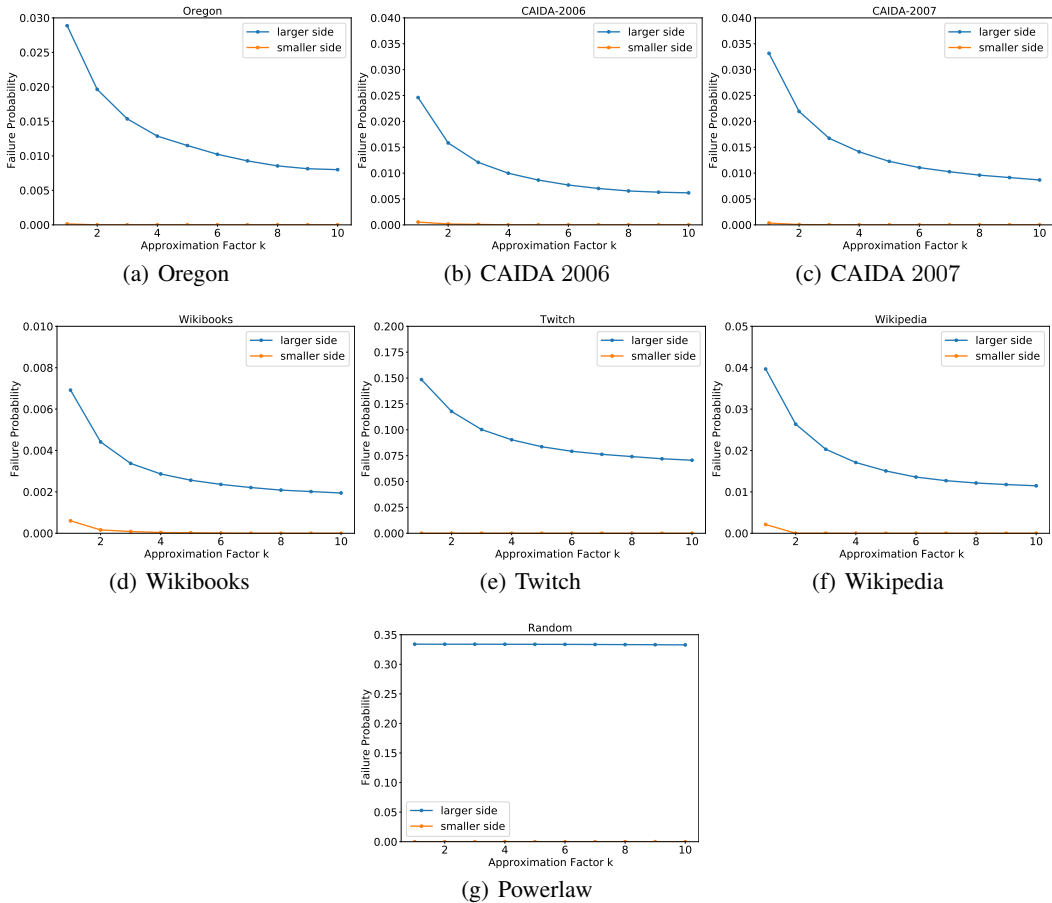 Oregon
0.030
0.025
0.020
0.015
0.010
0.005
0.000
Failure Probability
larger side
smaller side
2 4 6 8 10
Approximation Factor k
(a) Oregon
CAIDA-2006
0.040
0.035
0.030
0.025
0.020
0.015
0.010
0.005
0.000
Failure Probability
larger side
smaller side
2 4 6 8 10
Approximation Factor k
(b) CAIDA 2006
CAIDA-2007
0.040
0.035
0.030
0.025
0.020
0.015
0.010
0.005
0.000
Failure Probability
larger side
smaller side
2 4 6 8 10
Approximation Factor k
(c) CAIDA 2007
Wikibooks
0.010
0.008
0.006
0.004
0.002
0.000
Failure Probability
larger side
smaller side
2 4 6 8 10
Approximation Factor k
(d) Wikibooks
Twitch
0.200
0.175
0.150
0.125
0.100
0.075
0.050
0.025
0.000
Failure Probability
larger side
smaller side
2 4 6 8 10
Approximation Factor k
(e) Twitch
Wikipedia
0.05
0.04
0.03
0.02
0.01
0.00
Failure Probability
larger side
smaller side
2 4 6 8 10
Approximation Factor k
(f) Wikipedia
Random
0.35
0.30
0.25
0.20
0.15
0.10
0.05
0.00
Failure Probability
larger side
smaller side
2 4 6 8 10
Approximation Factor k
(g) Powerlaw